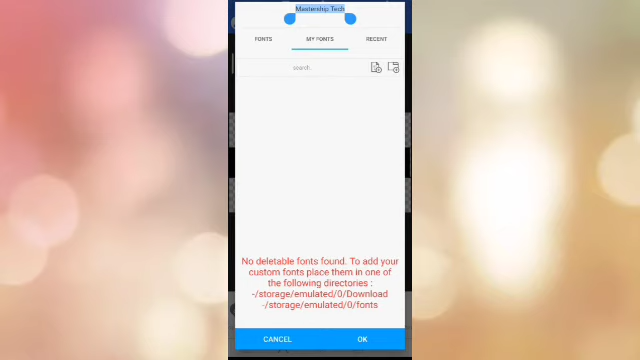 Mastership Tech
FONTS MY FONTS RECENT
search.
No deletable fonts found. To add your
custom fonts place them in one of
the following directories :
-/storage/emulated/0/Download
-/storage/emulated/0/fonts
CANCEL OK